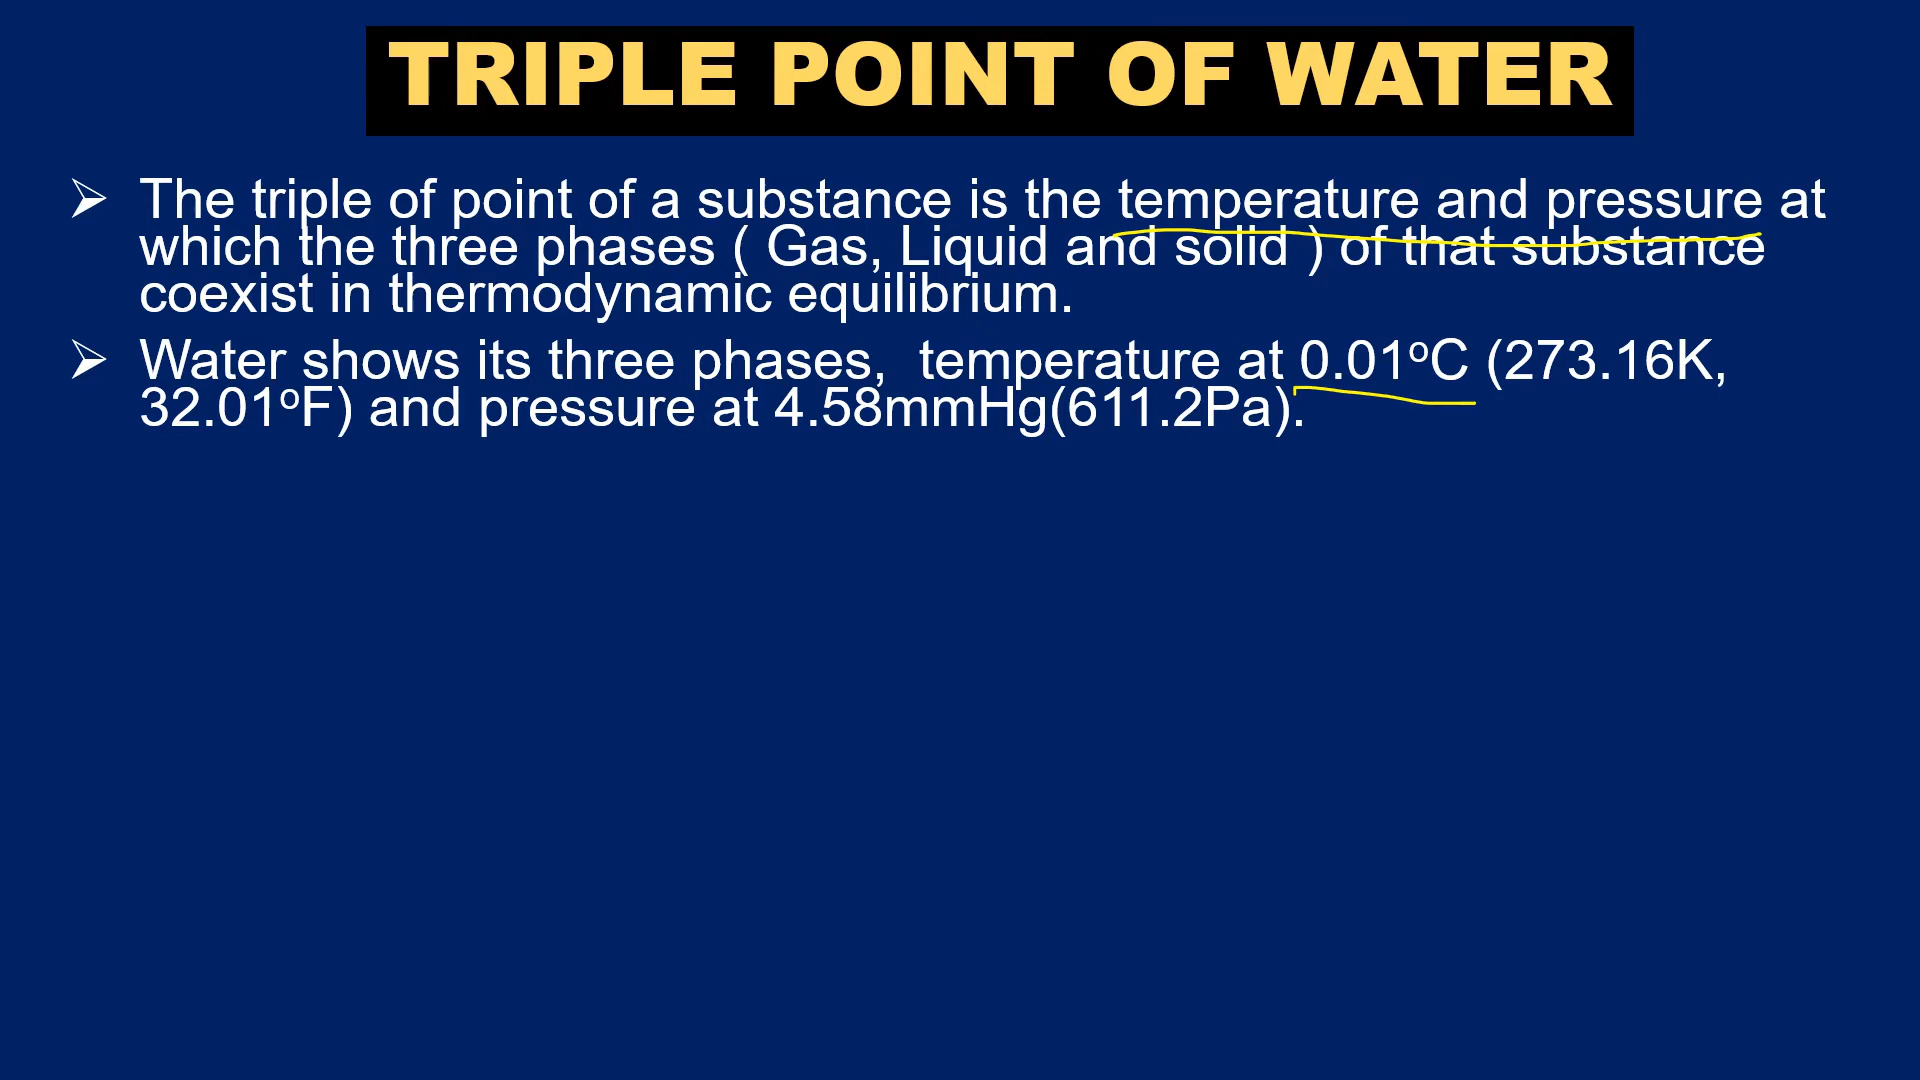 TRIPLE POINT OF WATER
➢ The triple of point of a substance is the temperature and pressure at
which the three phases ( Gas, Liquid and solid ) of that substance
coexist in thermodynamic equilibrium.
➢ Water shows its three phases,  temperature at 0.01ºC (273.16K,
32.01ºF) and pressure at 4.58mmHg(611.2Pa).